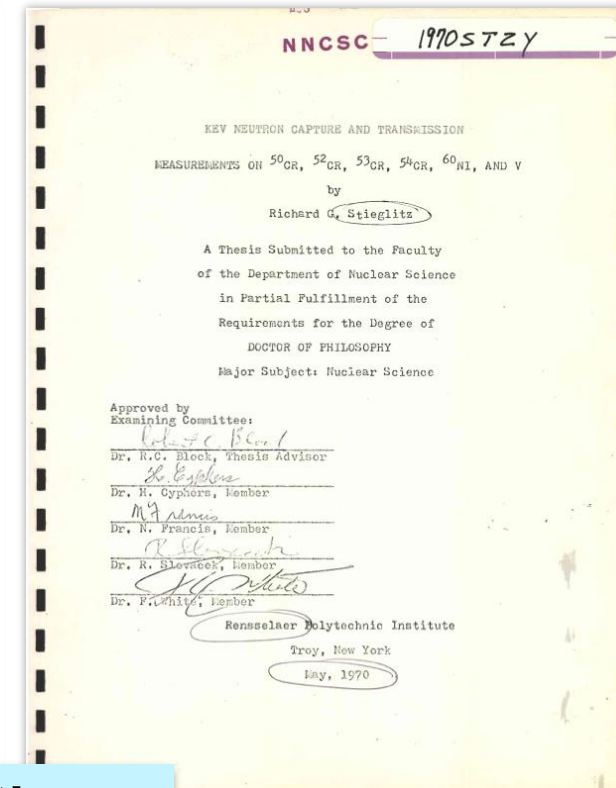 NNCSC 1970STZY
KEV NEUTRON CAPTURE AND TRANSMISSION
MEASUREMENTS ON 50CR, 52CR, 53CR, 54CR, 60NI, AND V
by
Richard G. Stieglitz
A Thesis Submitted to the Faculty
of the Department of Nuclear Science
in Partial Fulfillment of the
Requirements for the Degree of
DOCTOR OF PHILOSOPHY
Major Subject: Nuclear Science
Approved by
Examining Committee:
Robert C. Block
Dr. R.C. Block, Thesis Advisor
H. Cyphers
Dr. H. Cyphers, Member
Dr. N. Francis, Member
R. Slovacek
Dr. R. Slovacek, Member
Dr. F. White, Member
Rensselaer Polytechnic Institute
Troy, New York
May, 1970